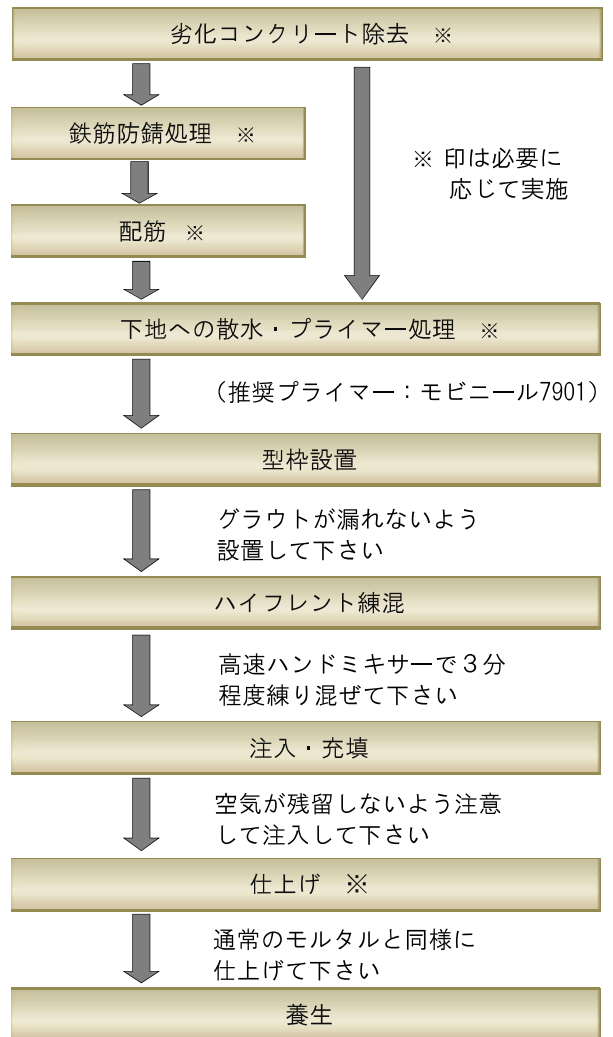 劣化コンクリート除去 ※
鉄筋防錆処理 ※
※ 印は必要に
応じて実施
配筋 ※
下地への散水・プライマー処理 ※
(推奨プライマー:モビニール7901)
型枠設置
グラウトが漏れないよう
設置して下さい
ハイフレント練混
高速ハンドミキサーで3分
程度練り混ぜて下さい
注入・充填
空気が残留しないよう注意
して注入して下さい
仕上げ ※
通常のモルタルと同様に
仕上げて下さい
養生